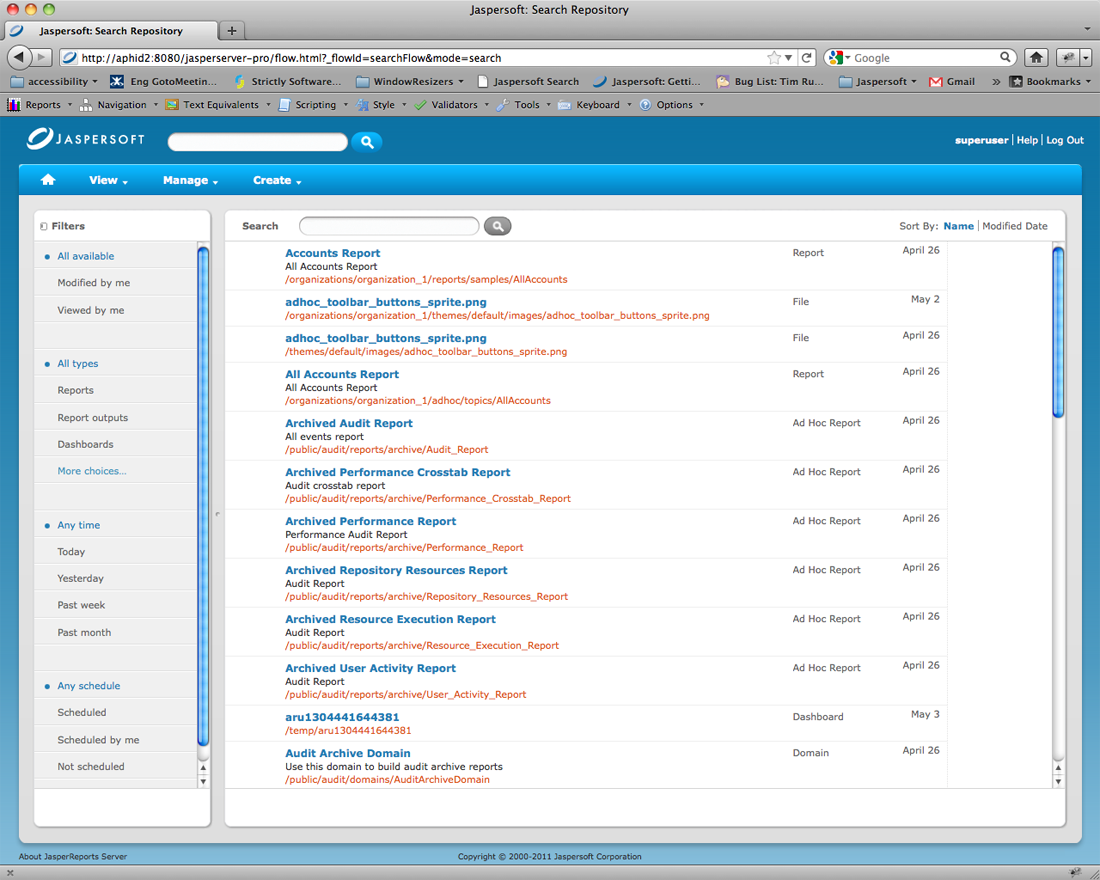 Jaspersoft: Search Repository
Jaspersoft: Search Repository
http://aphid2:8080/jasperserver-pro/flow.html?_flowId=searchFlow&mode=search
Google
accessibility Eng GotoMeetin... Strictly Software... WindowResizers Jaspersoft Search Jaspersoft: Getti... Bug List: Tim Ru... Jaspersoft Gmail » Bookmarks
Reports Navigation Text Equivalents Scripting Style Validators Tools Keyboard Options
JASPERSOFT
superuser | Help | Log Out
View Manage Create
Filters
All available
Modified by me
Viewed by me
All types
Reports
Report outputs
Dashboards
More choices...
Any time
Today
Yesterday
Past week
Past month
Any schedule
Scheduled
Scheduled by me
Not scheduled
Search
Sort By: Name | Modified Date
Accounts Report Report April 26
All Accounts Report
/organizations/organization_1/reports/samples/AllAccounts
adhoc_toolbar_buttons_sprite.png File May 2
/organizations/organization_1/themes/default/images/adhoc_toolbar_buttons_sprite.png
adhoc_toolbar_buttons_sprite.png File April 26
/themes/default/images/adhoc_toolbar_buttons_sprite.png
All Accounts Report Report April 26
All Accounts Report
/organizations/organization_1/adhoc/topics/AllAccounts
Archived Audit Report Ad Hoc Report April 26
All events report
/public/audit/reports/archive/Audit_Report
Archived Performance Crosstab Report Ad Hoc Report April 26
Audit crosstab report
/public/audit/reports/archive/Performance_Crosstab_Report
Archived Performance Report Ad Hoc Report April 26
Performance Audit Report
/public/audit/reports/archive/Performance_Report
Archived Repository Resources Report Ad Hoc Report April 26
Audit Report
/public/audit/reports/archive/Repository_Resources_Report
Archived Resource Execution Report Ad Hoc Report April 26
Audit Report
/public/audit/reports/archive/Resource_Execution_Report
Archived User Activity Report Ad Hoc Report April 26
Audit Report
/public/audit/reports/archive/User_Activity_Report
aru1304441644381 Dashboard May 3
/temp/aru1304441644381
Audit Archive Domain Domain April 26
Use this domain to build audit archive reports
/public/audit/domains/AuditArchiveDomain
About JasperReports Server
Copyright © 2000-2011 Jaspersoft Corporation